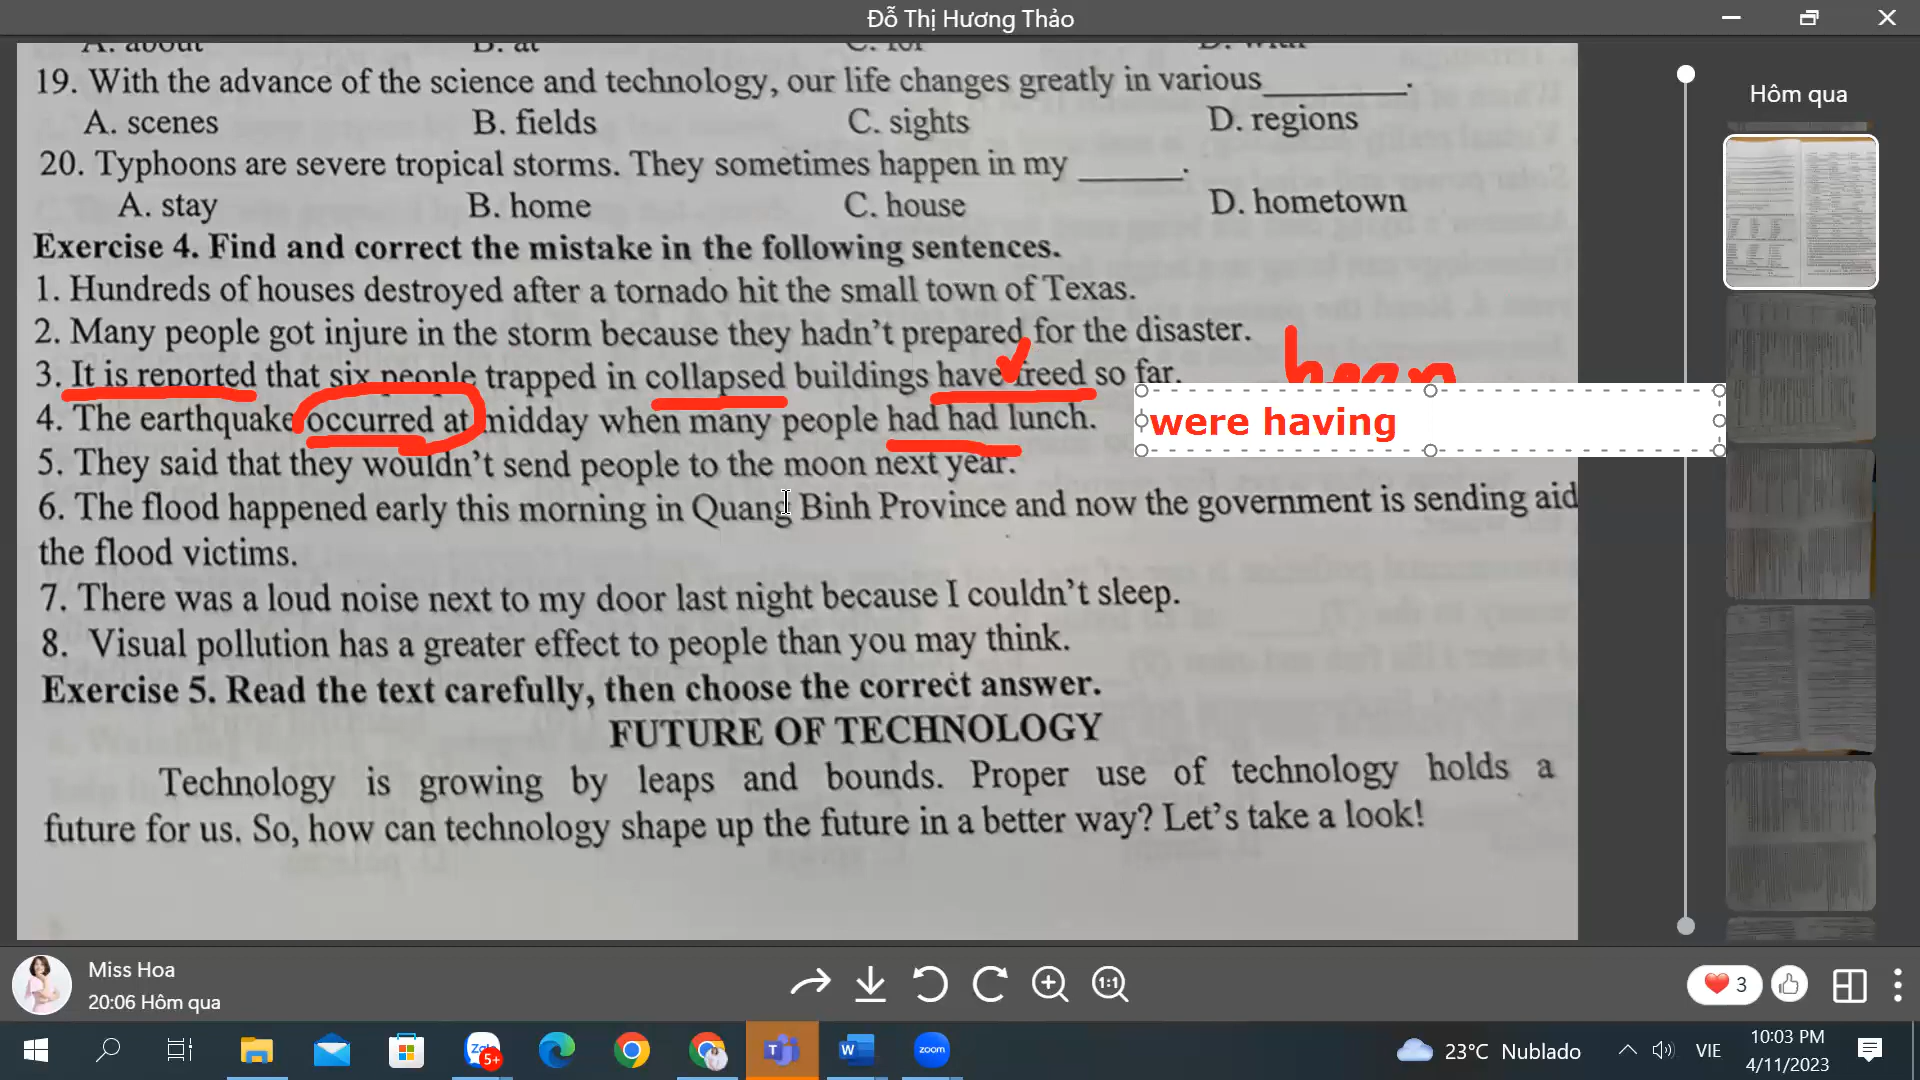 Đỗ Thị Hương Thảo
A. about B. at C. for D. with
19. With the advance of the science and technology, our life changes greatly in various________.
A. scenes B. fields C. sights D. regions
20. Typhoons are severe tropical storms. They sometimes happen in my ______.
A. stay B. home C. house D. hometown
Exercise 4. Find and correct the mistake in the following sentences.
1. Hundreds of houses destroyed after a tornado hit the small town of Texas.
2. Many people got injure in the storm because they hadn't prepared for the disaster.
3. It is reported that six people trapped in collapsed buildings have freed so far.
been
4. The earthquake occurred at midday when many people had had lunch.
were having
5. They said that they wouldn't send people to the moon next year.
6. The flood happened early this morning in Quang Binh Province and now the government is sending aid
the flood victims.
7. There was a loud noise next to my door last night because I couldn't sleep.
8. Visual pollution has a greater effect to people than you may think.
Exercise 5. Read the text carefully, then choose the correct answer.
FUTURE OF TECHNOLOGY
Technology is growing by leaps and bounds. Proper use of technology holds a
future for us. So, how can technology shape up the future in a better way? Let's take a look!
Hôm qua
Miss Hoa
20:06 Hôm qua
1:1
3
Zalo
5+
T
W
zoom
23°C Nublado
VIE
10:03 PM
4/11/2023